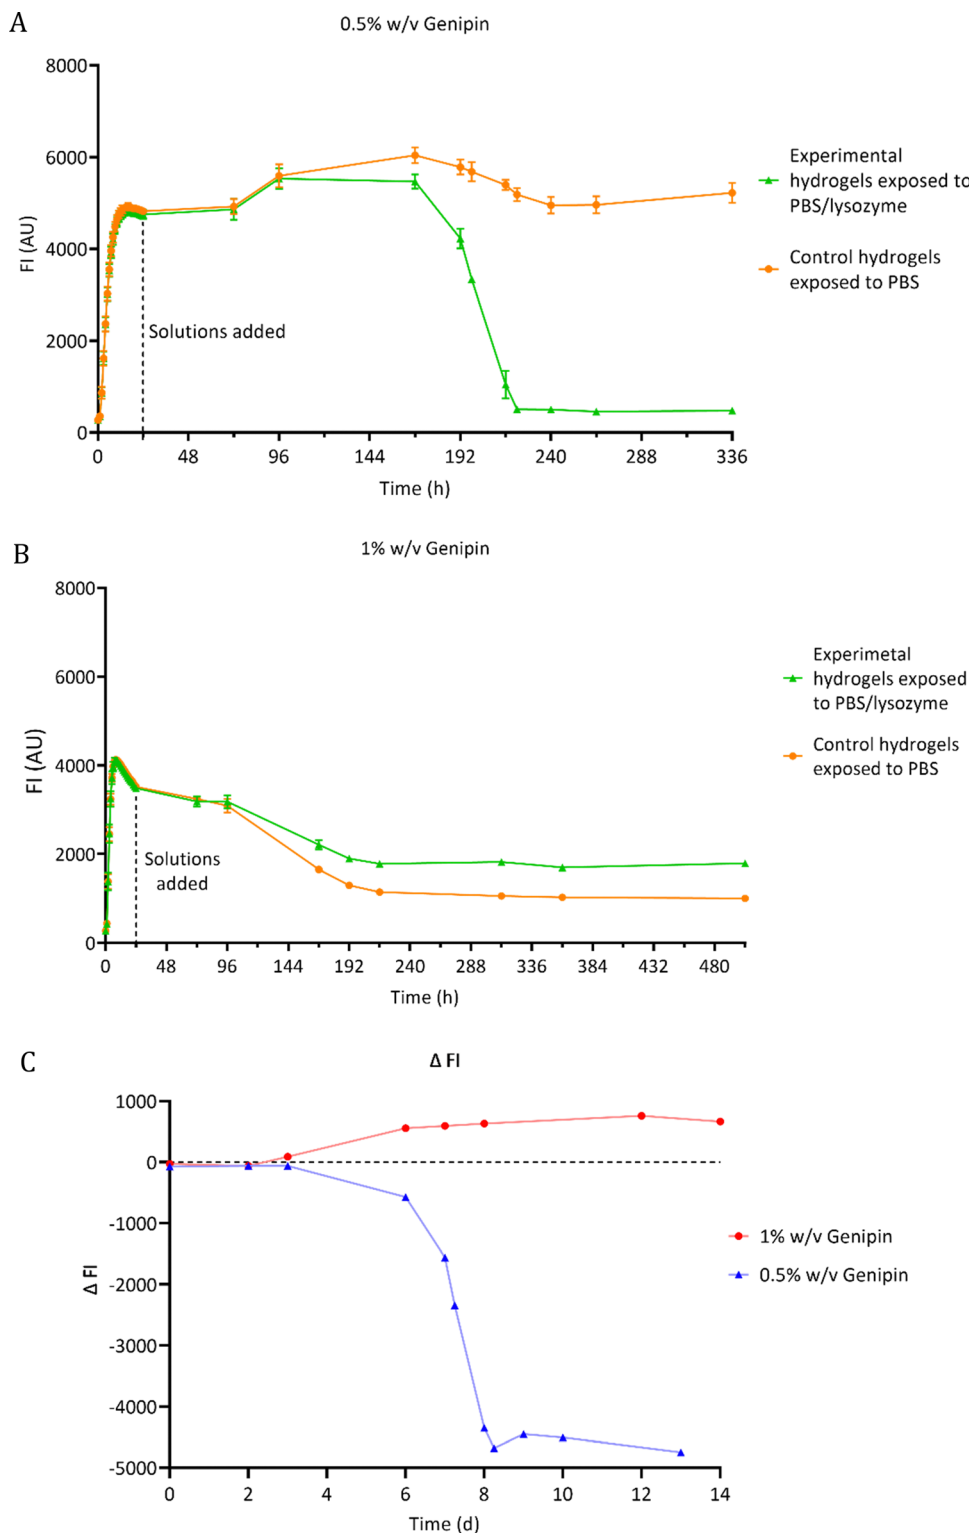 A
0.5% w/v Genipin
8000
6000
4000
2000
0
FI (AU)
Solutions added
0 48 96 144 192 240 288 336
Time (h)
Experimental
hydrogels exposed to
PBS/lysozyme
Control hydrogels
exposed to PBS
B
1% w/v Genipin
8000
6000
4000
2000
0
FI (AU)
Solutions
added
0 48 96 144 192 240 288 336 384 432 480
Time (h)
Experimetal
hydrogels exposed
to PBS/lysozyme
Control hydrogels
exposed to PBS
C
Δ FI
1000
0
-1000
-2000
-3000
-4000
-5000
Δ FI
0 2 4 6 8 10 12 14
Time (d)
1% w/v Genipin
0.5% w/v Genipin